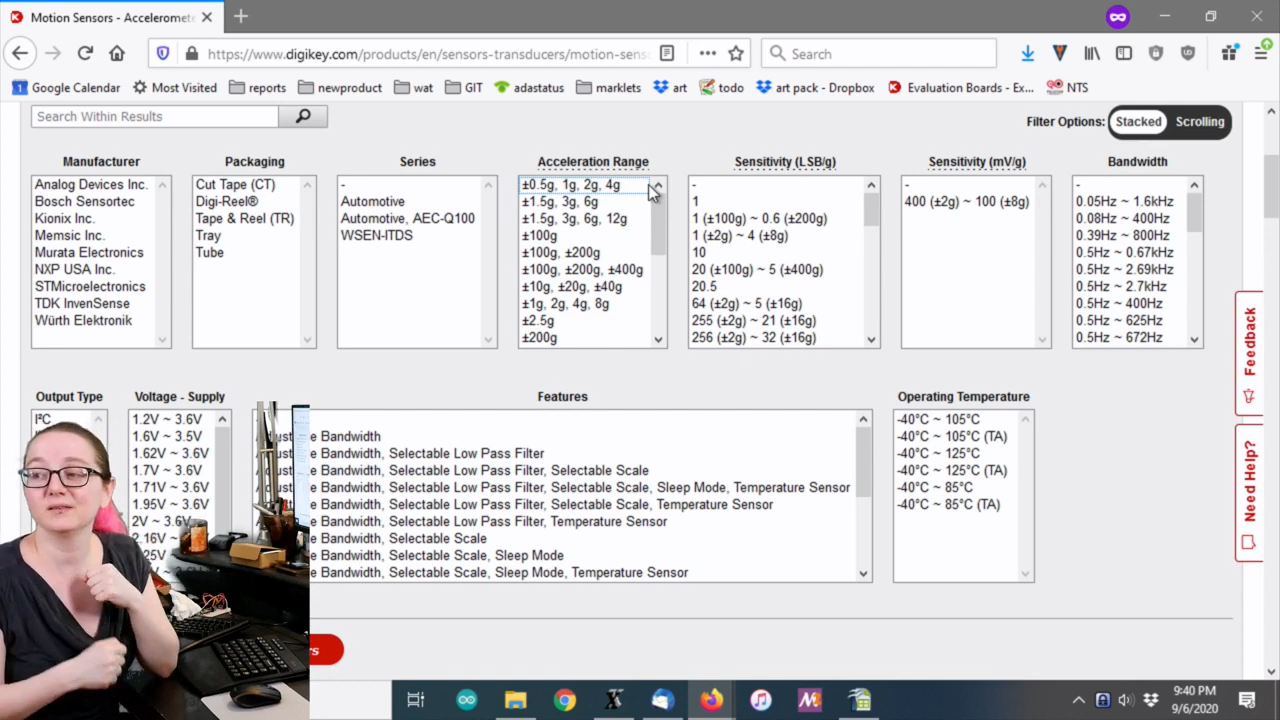 Motion Sensors - Acceleromete
https://www.digikey.com/products/en/sensors-transducers/motion-sens
Search
Google Calendar
Most Visited
reports
newproduct
wat
GIT
adastatus
marklets
art
todo
art pack - Dropbox
Evaluation Boards - Ex...
NTS
Search Within Results
Filter Options:
Stacked
Scrolling
Manufacturer
Analog Devices Inc.
Bosch Sensortec
Kionix Inc.
Memsic Inc.
Murata Electronics
NXP USA Inc.
STMicroelectronics
TDK InvenSense
Würth Elektronik
Packaging
Cut Tape (CT)
Digi-Reel®
Tape & Reel (TR)
Tray
Tube
Series
-
Automotive
Automotive, AEC-Q100
WSEN-ITDS
Acceleration Range
±0.5g, 1g, 2g, 4g
±1.5g, 3g, 6g
±1.5g, 3g, 6g, 12g
±100g
±100g, ±200g
±100g, ±200g, ±400g
±10g, ±20g, ±40g
±1g, 2g, 4g, 8g
±2.5g
±200g
Sensitivity (LSB/g)
-
1
1 (±100g) ~ 0.6 (±200g)
1 (±2g) ~ 4 (±8g)
10
20 (±100g) ~ 5 (±400g)
20.5
64 (±2g) ~ 5 (±16g)
255 (±2g) ~ 21 (±16g)
256 (±2g) ~ 32 (±16g)
Sensitivity (mV/g)
-
400 (±2g) ~ 100 (±8g)
Bandwidth
-
0.05Hz ~ 1.6kHz
0.08Hz ~ 400Hz
0.39Hz ~ 800Hz
0.5Hz ~ 0.67kHz
0.5Hz ~ 2.69kHz
0.5Hz ~ 2.7kHz
0.5Hz ~ 400Hz
0.5Hz ~ 625Hz
0.5Hz ~ 672Hz
Feedback
Need Help?
Output Type
I²C
Voltage - Supply
1.2V ~ 3.6V
1.6V ~ 3.5V
1.62V ~ 3.6V
1.7V ~ 3.6V
1.71V ~ 3.6V
1.95V ~ 3.6V
2V ~ 3.6V
2.16V ~
Features
Bandwidth
Bandwidth, Selectable Low Pass Filter
Bandwidth, Selectable Low Pass Filter, Selectable Scale
Bandwidth, Selectable Low Pass Filter, Selectable Scale, Sleep Mode, Temperature Sensor
Bandwidth, Selectable Low Pass Filter, Selectable Scale, Temperature Sensor
Bandwidth, Selectable Low Pass Filter, Temperature Sensor
e Bandwidth, Selectable Scale
e Bandwidth, Selectable Scale, Sleep Mode
e Bandwidth, Selectable Scale, Sleep Mode, Temperature Sensor
Operating Temperature
-40°C ~ 105°C
-40°C ~ 105°C (TA)
-40°C ~ 125°C
-40°C ~ 125°C (TA)
-40°C ~ 85°C
-40°C ~ 85°C (TA)
rs
9:40 PM
9/6/2020